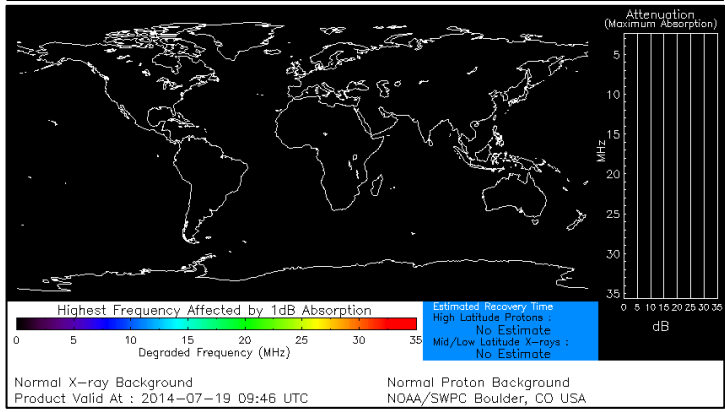 Attenuation
(Maximum Absorption)
5
10
15
20
25
30
35
MHz
0 5 10 15 20 25 30 35
dB
Highest Frequency Affected by 1dB Absorption
0 5 10 15 20 25 30 35
Degraded Frequency (MHz)
Estimated Recovery Time
High Latitude Protons :
No Estimate
Mid/Low Latitude X-rays :
No Estimate
Normal X-ray Background
Normal Proton Background
Product Valid At : 2014-07-19 09:46 UTC
NOAA/SWPC Boulder, CO USA